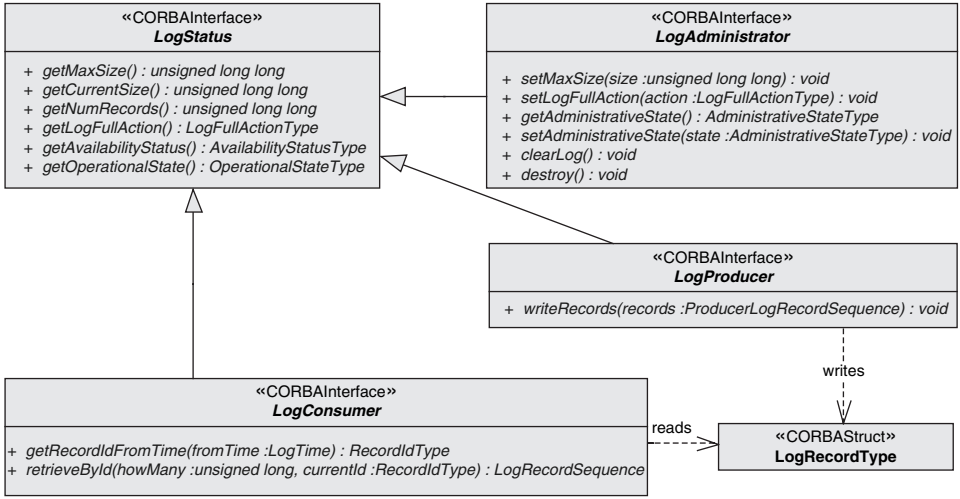 «CORBAInterface»
LogStatus
+ getMaxSize() : unsigned long long
+ getCurrentSize() : unsigned long long
+ getNumRecords() : unsigned long long
+ getLogFullAction() : LogFullActionType
+ getAvailabilityStatus() : AvailabilityStatusType
+ getOperationalState() : OperationalStateType
«CORBAInterface»
LogAdministrator
+ setMaxSize(size :unsigned long long) : void
+ setLogFullAction(action :LogFullActionType) : void
+ getAdministrativeState() : AdministrativeStateType
+ setAdministrativeState(state :AdministrativeStateType) : void
+ clearLog() : void
+ destroy() : void
«CORBAInterface»
LogProducer
+ writeRecords(records :ProducerLogRecordSequence) : void
writes
«CORBAInterface»
LogConsumer
+ getRecordIdFromTime(fromTime :LogTime) : RecordIdType
+ retrieveById(howMany :unsigned long, currentId :RecordIdType) : LogRecordSequence
reads
«CORBAStruct»
LogRecordType